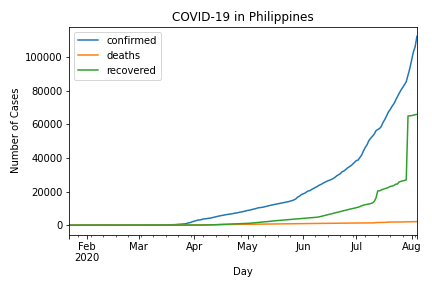 COVID-19 in Philippines
confirmed
deaths
recovered
Number of Cases
100000
80000
60000
40000
20000
0
Feb Mar Apr May Jun Jul Aug
2020
Day